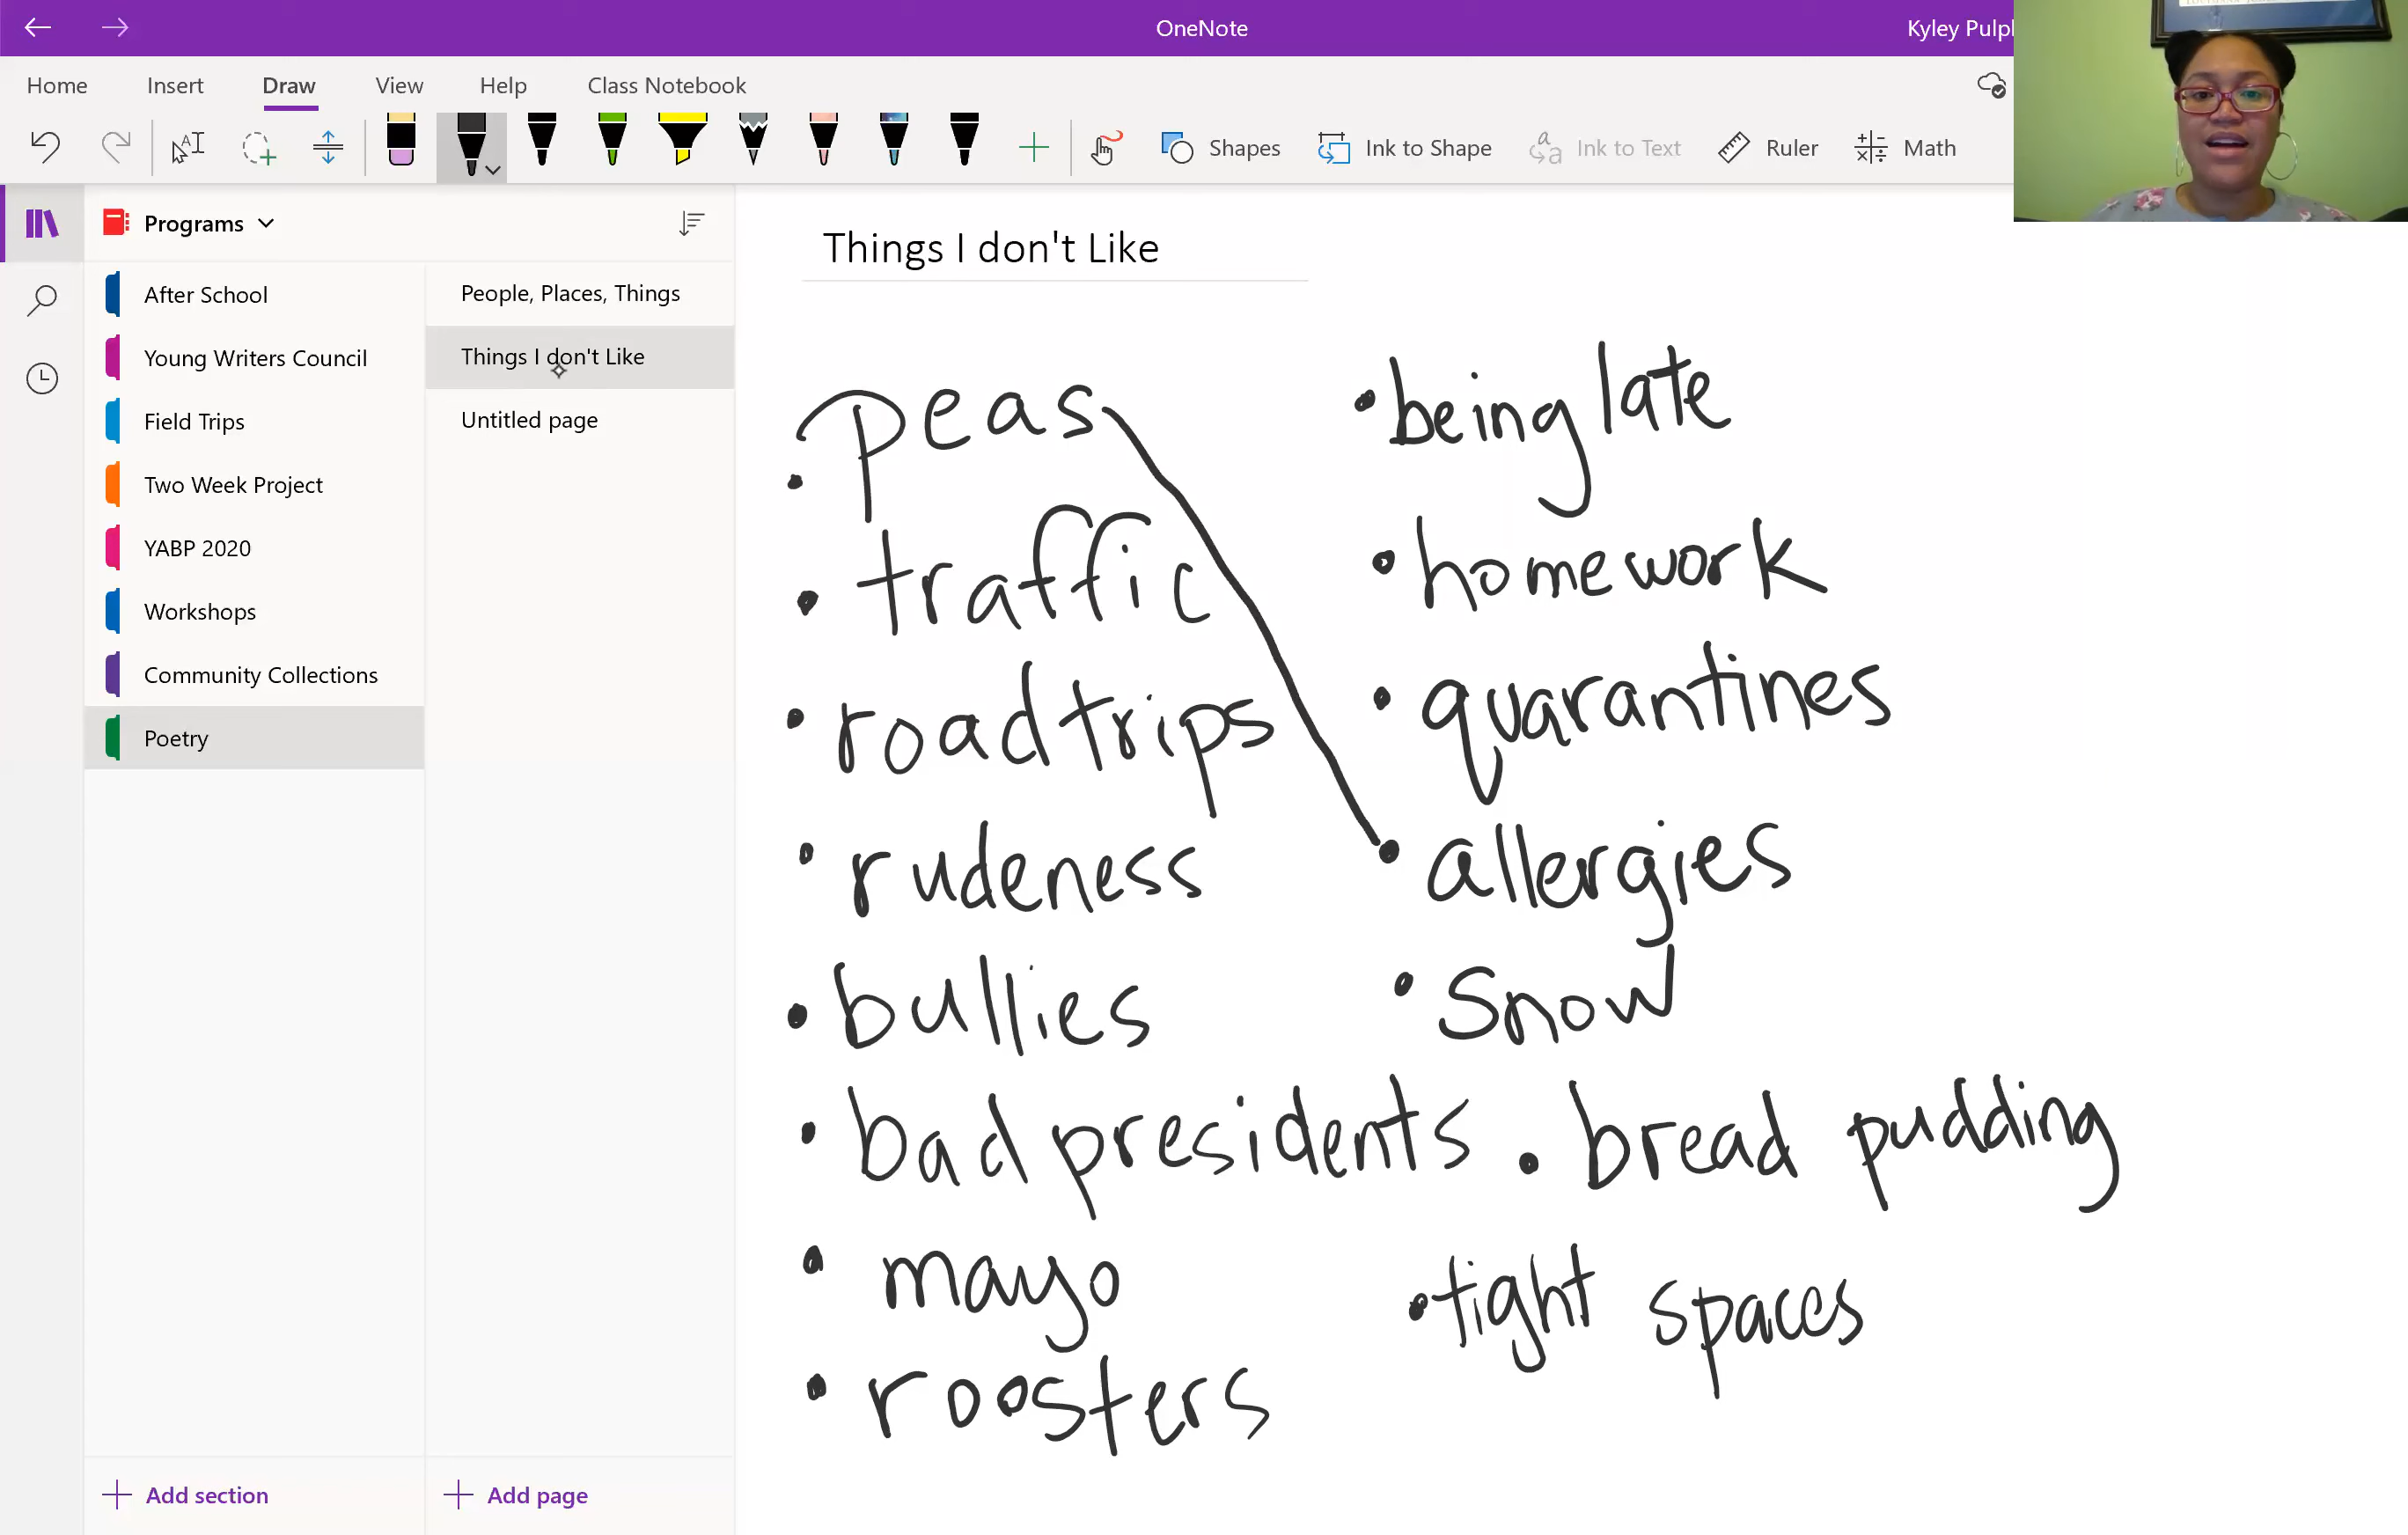 OneNote
Kyley Pulph
Home Insert Draw View Help Class Notebook
Shapes Ink to Shape Ink to Text Ruler Math
Programs
After School
Young Writers Council
Field Trips
Two Week Project
YABP 2020
Workshops
Community Collections
Poetry
Add section
People, Places, Things
Things I don't Like
Untitled page
Add page
Things I don't Like
• peas
• traffic
• road trips
• rudeness
• bullies
• bad presidents
• mayo
• roosters
• being late
• homework
• quarantines
• allergies
• Snow
• bread pudding
• tight spaces